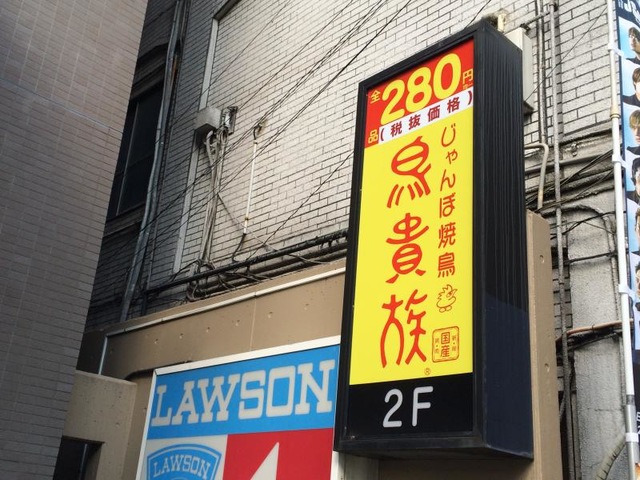 全品280円
(税抜価格)
じゃんぼ焼鳥
鳥貴族
国産
®
2F
LAWSON
LAWSON